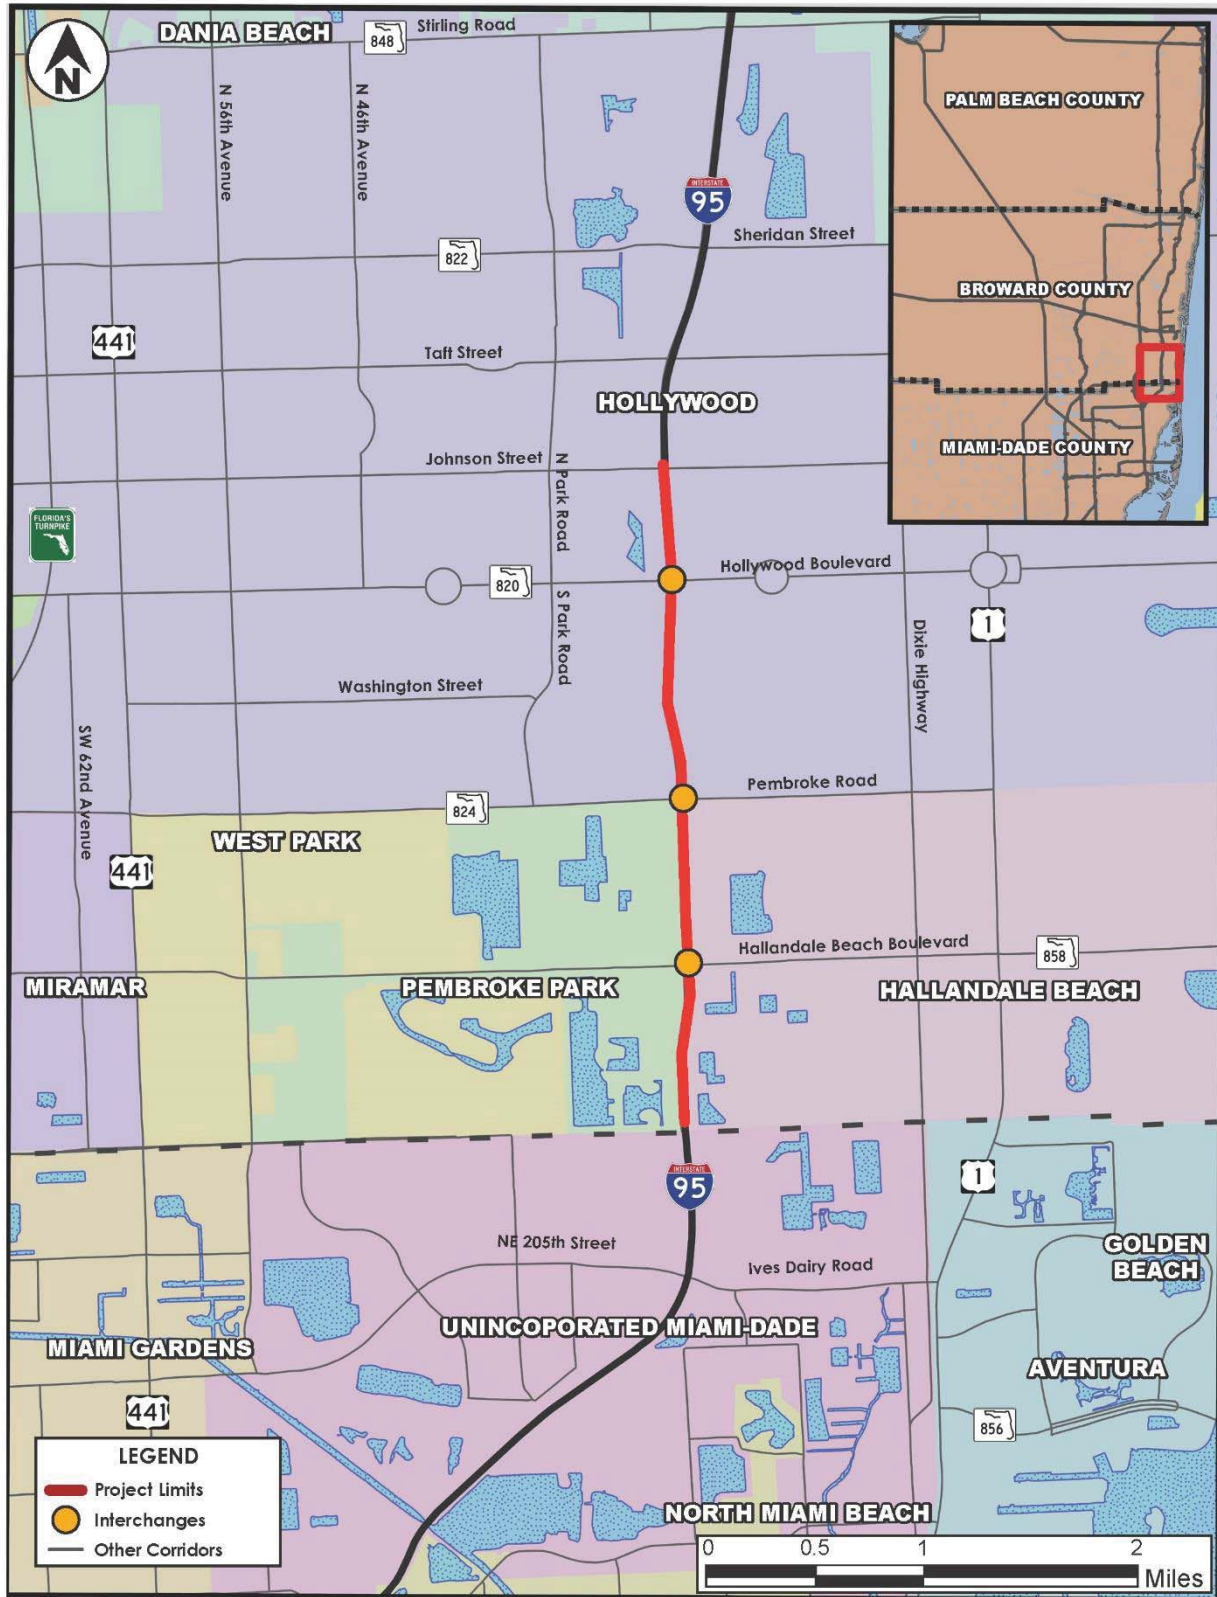 DANIA BEACH
848
Stirling Road
N
N 56th Avenue
N 46th Avenue
INTERSTATE
95
Sheridan Street
822
441
Taft Street
HOLLYWOOD
Johnson Street
N Park Road
FLORIDA'S
TURNPIKE
Hollywood Boulevard
820
S Park Road
1
Dixie Highway
Washington Street
SW 62nd Avenue
Pembroke Road
824
WEST PARK
441
Hallandale Beach Boulevard
858
MIRAMAR
PEMBROKE PARK
HALLANDALE BEACH
INTERSTATE
95
1
NE 205th Street
Ives Dairy Road
GOLDEN
BEACH
UNINCOPORATED MIAMI-DADE
MIAMI GARDENS
AVENTURA
441
856
NORTH MIAMI BEACH
PALM BEACH COUNTY
BROWARD COUNTY
MIAMI-DADE COUNTY
LEGEND
Project Limits
Interchanges
Other Corridors
0 0.5 1 2
Miles